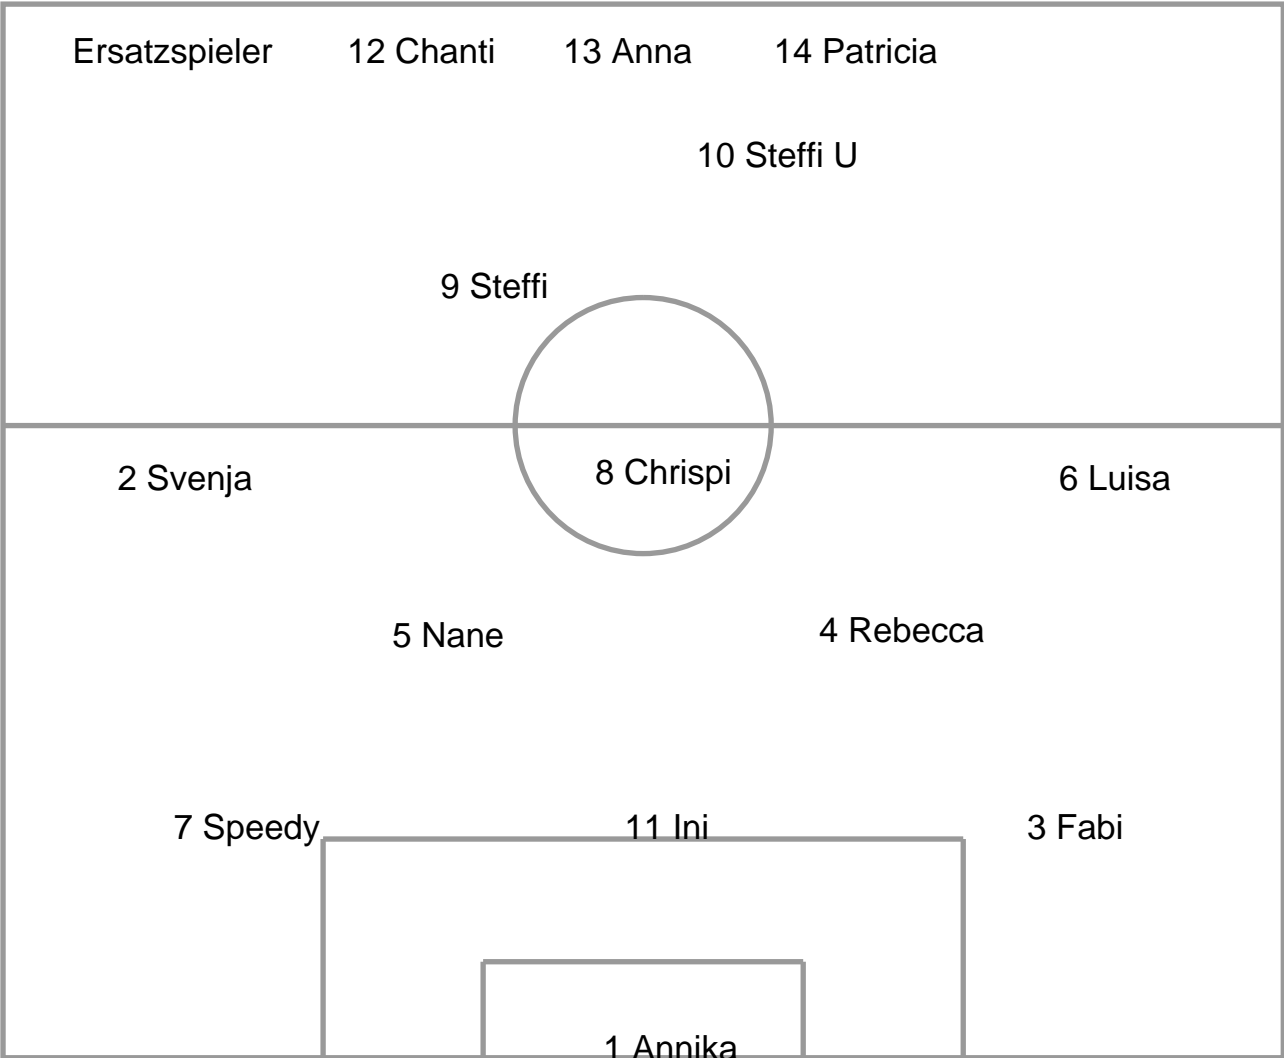 Ersatzspieler 12 Chanti 13 Anna 14 Patricia
10 Steffi U
9 Steffi
2 Svenja 8 Chrispi 6 Luisa
5 Nane 4 Rebecca
7 Speedy 11 Ini 3 Fabi
1 Annika